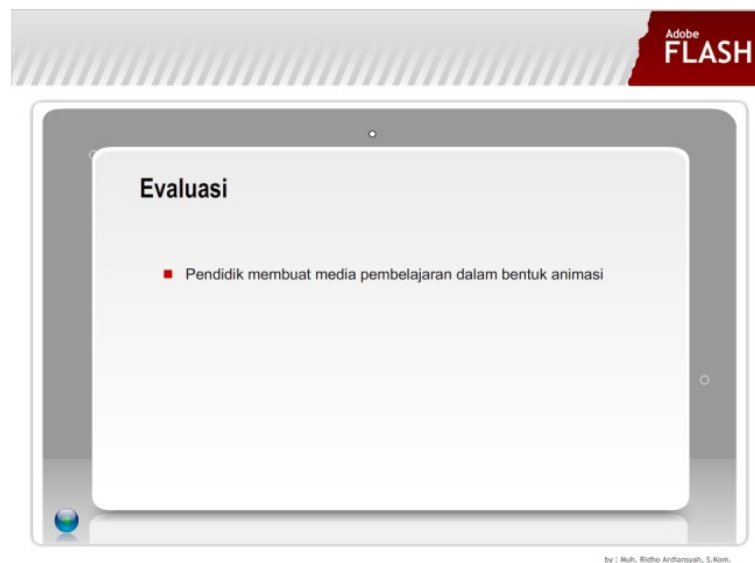 Adobe
FLASH
Evaluasi
Pendidik membuat media pembelajaran dalam bentuk animasi
by : Muh. Ridho Ardiansyah, S.Kom.